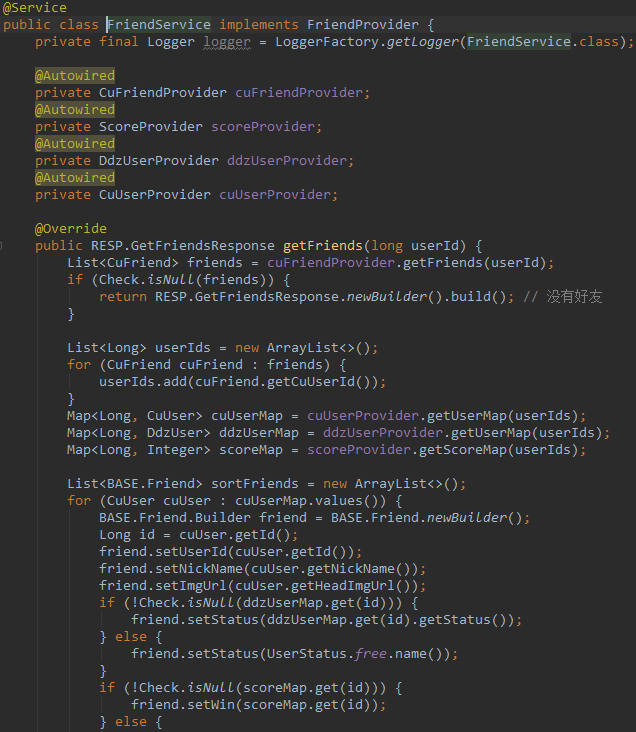 @Service
public class FriendService implements FriendProvider {
    private final Logger logger = LoggerFactory.getLogger(FriendService.class);

    @Autowired
    private CuFriendProvider cuFriendProvider;
    @Autowired
    private ScoreProvider scoreProvider;
    @Autowired
    private DdzUserProvider ddzUserProvider;
    @Autowired
    private CuUserProvider cuUserProvider;

    @Override
    public RESP.GetFriendsResponse getFriends(long userId) {
        List<CuFriend> friends = cuFriendProvider.getFriends(userId);
        if (Check.isNull(friends)) {
            return RESP.GetFriendsResponse.newBuilder().build(); // 没有好友
        }

        List<Long> userIds = new ArrayList<>();
        for (CuFriend cuFriend : friends) {
            userIds.add(cuFriend.getCuUserId());
        }
        Map<Long, CuUser> cuUserMap = cuUserProvider.getUserMap(userIds);
        Map<Long, DdzUser> ddzUserMap = ddzUserProvider.getUserMap(userIds);
        Map<Long, Integer> scoreMap = scoreProvider.getScoreMap(userIds);

        List<BASE.Friend> sortFriends = new ArrayList<>();
        for (CuUser cuUser : cuUserMap.values()) {
            BASE.Friend.Builder friend = BASE.Friend.newBuilder();
            Long id = cuUser.getId();
            friend.setUserId(cuUser.getId());
            friend.setNickName(cuUser.getNickName());
            friend.setImgUrl(cuUser.getHeadImgUrl());
            if (!Check.isNull(ddzUserMap.get(id))) {
                friend.setStatus(ddzUserMap.get(id).getStatus());
            } else {
                friend.setStatus(UserStatus.free.name());
            }
            if (!Check.isNull(scoreMap.get(id))) {
                friend.setWin(scoreMap.get(id));
            } else {